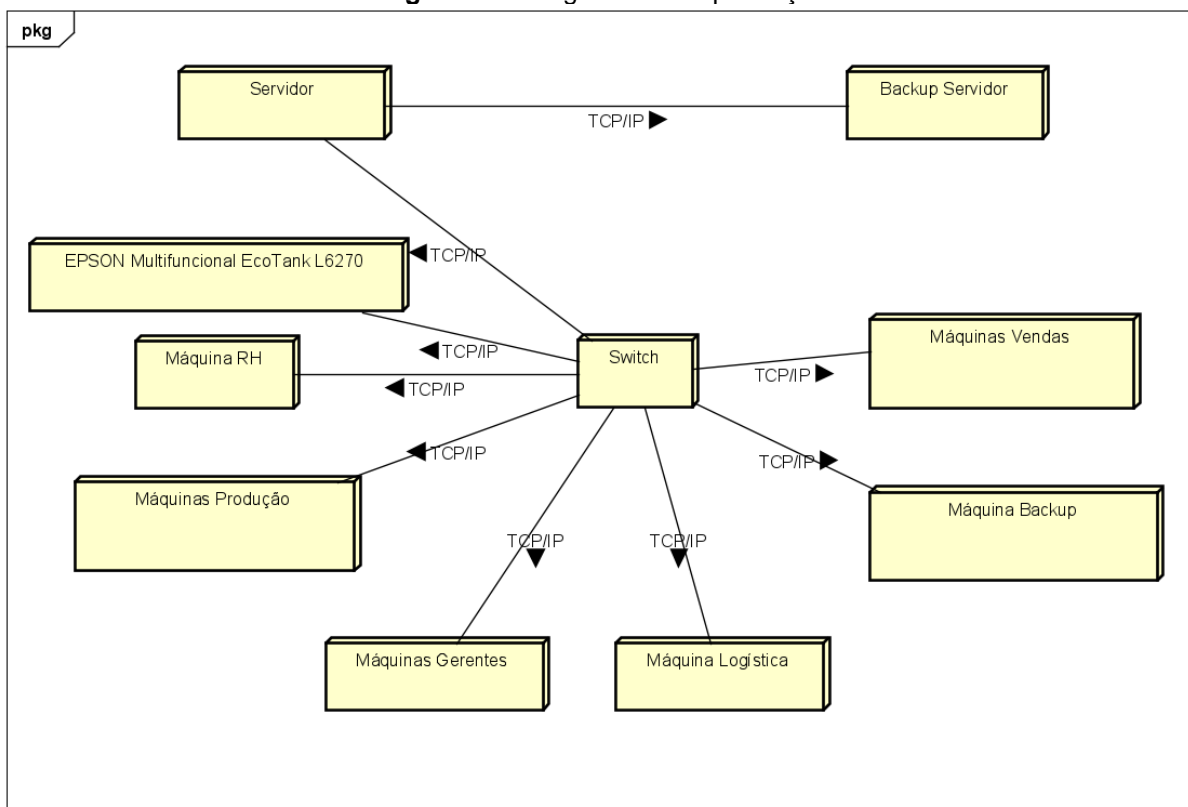 pkg
Servidor
Backup Servidor
TCP/IP
EPSON Multifuncional EcoTank L6270
TCP/IP
Máquina RH
TCP/IP
Switch
Máquinas Vendas
TCP/IP
TCP/IP
Máquinas Produção
TCP/IP
TCP/IP
Máquina Backup
TCP/IP
TCP/IP
Máquinas Gerentes
Máquina Logística